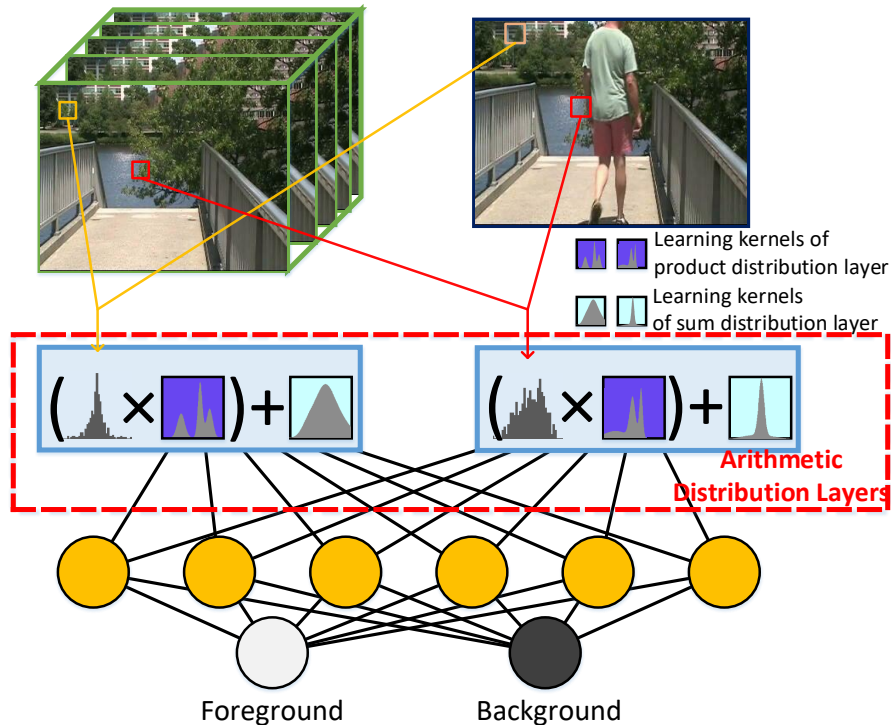 Learning kernels of
product distribution layer
Learning kernels
of sum distribution layer
( × ) +
( × ) +
Arithmetic
Distribution Layers
Foreground
Background